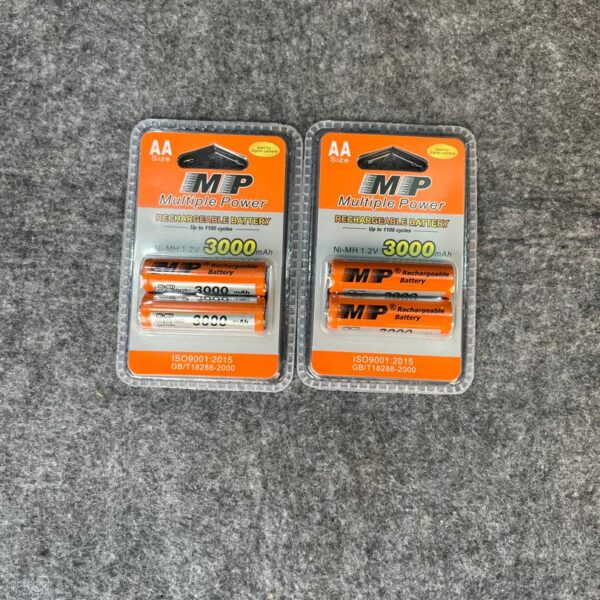 AA
Size
MP
Multiple Power
RECHARGEABLE BATTERY
Up to 1100 cycles
Ni-MH 1.2V 3000mAh
3000 mAh
3000 mAh
ISO9001:2015
GB/T18288-2000
AA
Size
MP
Multiple Power
RECHARGEABLE BATTERY
Up to 1100 cycles
Ni-MH 1.2V 3000mAh
MP® Rechargeable
Battery
MP® Rechargeable
Battery
ISO9001:2015
GB/T18288-2000